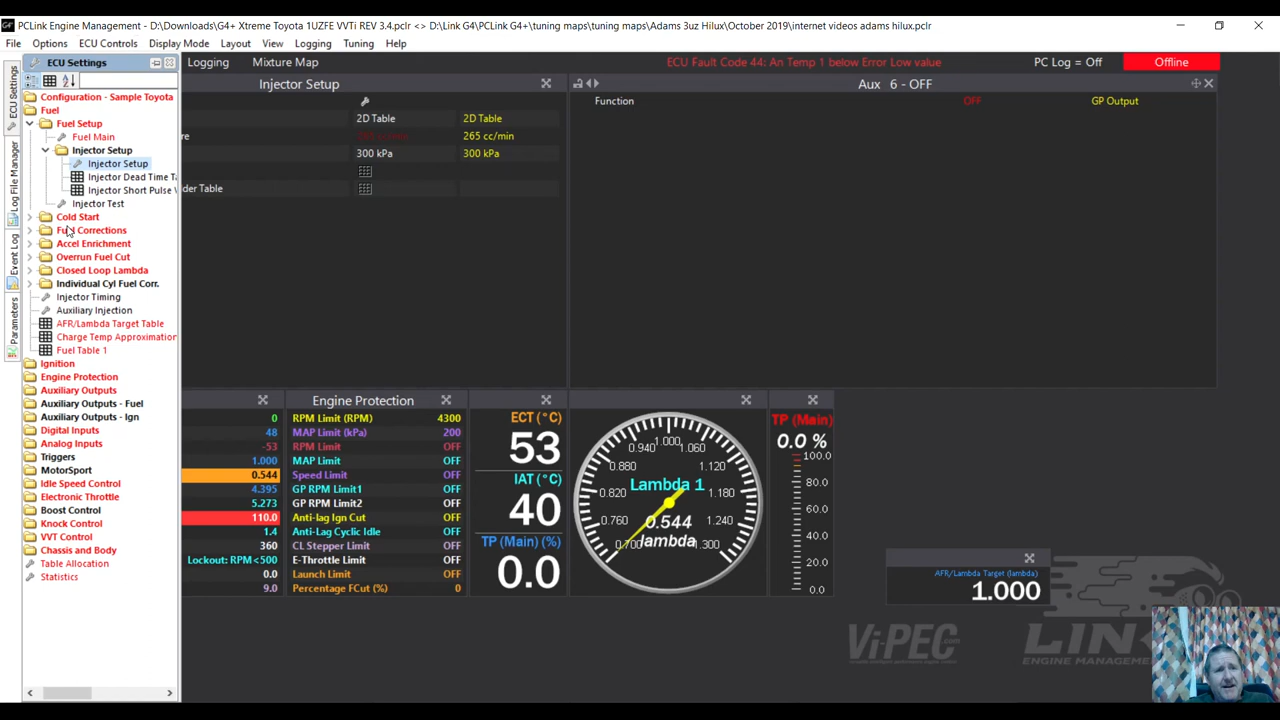 PCLink Engine Management - D:\Downloads\G4+ Xtreme Toyota 1UZFE VVTi REV 3.4.pclr <> D:\Link G4\PCLink G4+\tuning maps\tuning maps\Adams 3uz Hilux\October 2019\internet videos adams hilux.pclr
File Options ECU Controls Display Mode Layout View Logging Tuning Help
ECU Settings
Logging Mixture Map ECU Fault Code 44: An Temp 1 below Error Low value PC Log = Off Offline
ECU Settings
Log File Manager
Event Log
Parameters
Configuration - Sample Toyota
Fuel
Fuel Setup
Fuel Main
Injector Setup
Injector Setup
Injector Dead Time T
Injector Short Pulse
Injector Test
Cold Start
Fuel Corrections
Accel Enrichment
Overrun Fuel Cut
Closed Loop Lambda
Individual Cyl Fuel Corr.
Injector Timing
Auxiliary Injection
AFR/Lambda Target Table
Charge Temp Approximation
Fuel Table 1
Ignition
Engine Protection
Auxiliary Outputs
Auxiliary Outputs - Fuel
Auxiliary Outputs - Ign
Digital Inputs
Analog Inputs
Triggers
MotorSport
Idle Speed Control
Electronic Throttle
Boost Control
Knock Control
VVT Control
Chassis and Body
Table Allocation
Statistics
Injector Setup
2D Table 2D Table
re 265 cc/min
300 kPa 300 kPa
der Table
Aux 6 - OFF
Function OFF GP Output
0
48
-53
1.000
0.544
4.395
5.273
110.0
1.4
360
Lockout: RPM<500
0.0
9.0
Engine Protection
RPM Limit (RPM) 4300
MAP Limit (kPa) 200
RPM Limit OFF
MAP Limit OFF
Speed Limit OFF
GP RPM Limit1 OFF
GP RPM Limit2 OFF
Anti-lag Ign Cut OFF
Anti-Lag Cyclic Idle OFF
CL Stepper Limit OFF
E-Throttle Limit OFF
Launch Limit OFF
Percentage FCut (%) 0
ECT (°C)
53
IAT (°C)
40
TP (Main) (%)
0.0
1.000
0.940 1.060
0.880 1.120
Lambda 1
0.820 1.180
0.760 1.240
0.544
0.700 lambda 1.300
TP (Main)
0.0 %
100.0
80.0
60.0
40.0
20.0
0.0
AFR/Lambda Target (lambda)
1.000
Vi-PEC
LINK
ENGINE MANAGEM